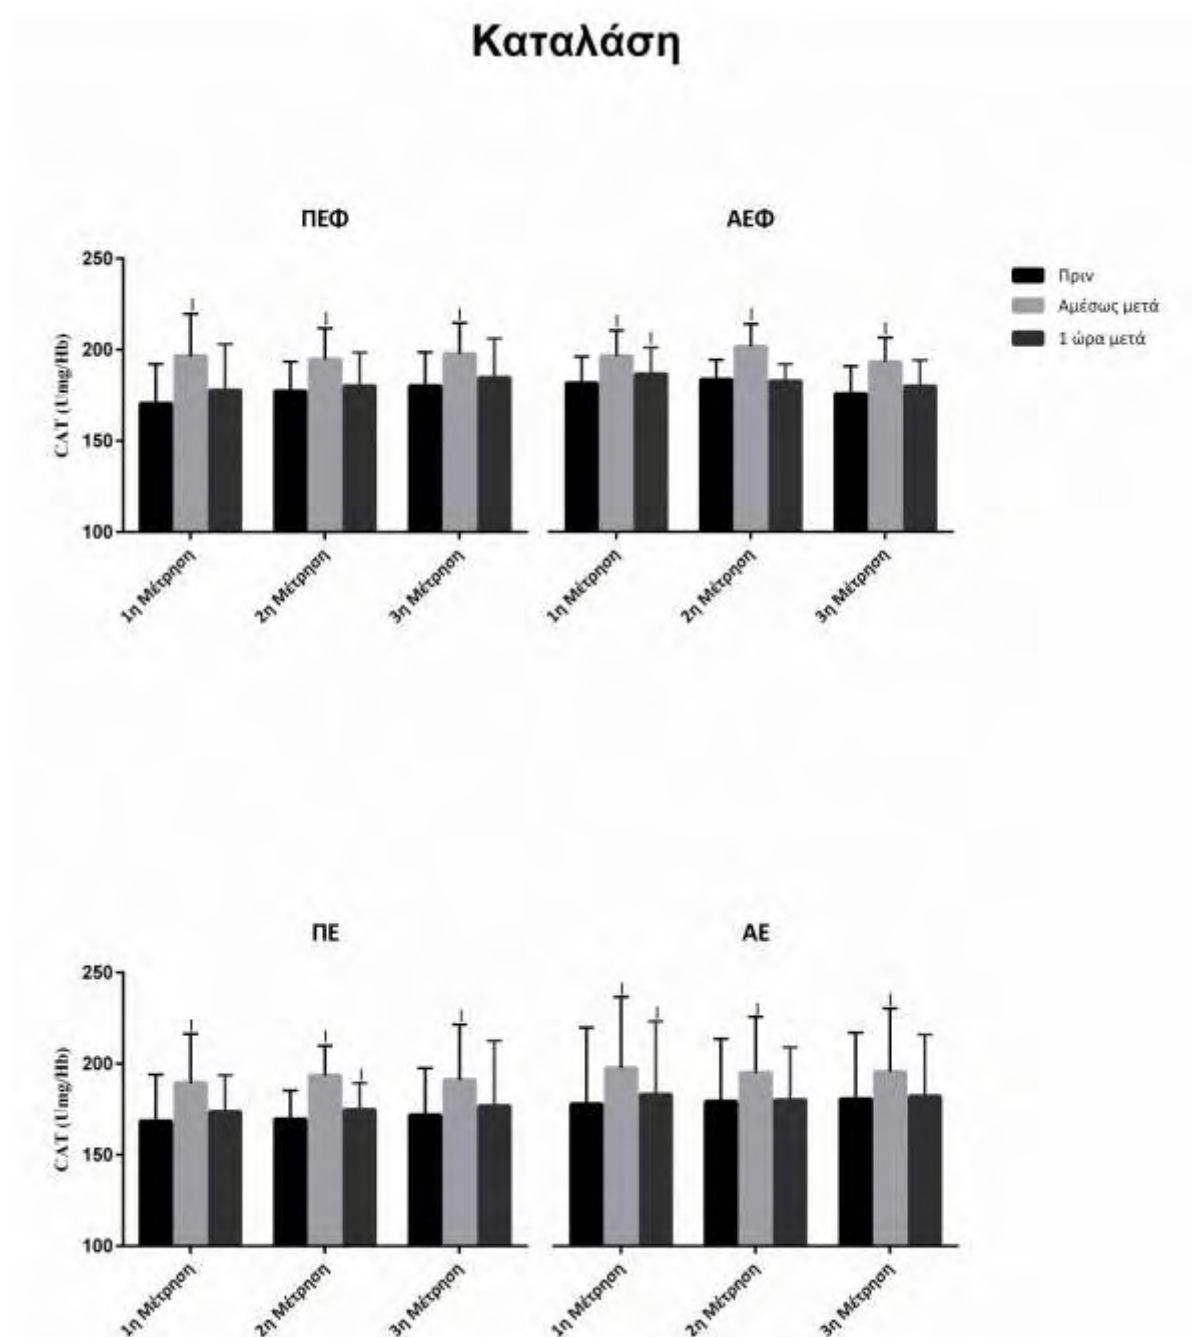 Καταλάση
ΠΕΦ
ΑΕΦ
Πριν
Αμέσως μετά
1 ώρα μετά
CAT (Umg/Hb)
250
200
150
100
1η Μέτρηση
2η Μέτρηση
3η Μέτρηση
1η Μέτρηση
2η Μέτρηση
3η Μέτρηση
ΠΕ
ΑΕ
CAT (Umg/Hb)
250
200
150
100
1η Μέτρηση
2η Μέτρηση
3η Μέτρηση
1η Μέτρηση
2η Μέτρηση
3η Μέτρηση